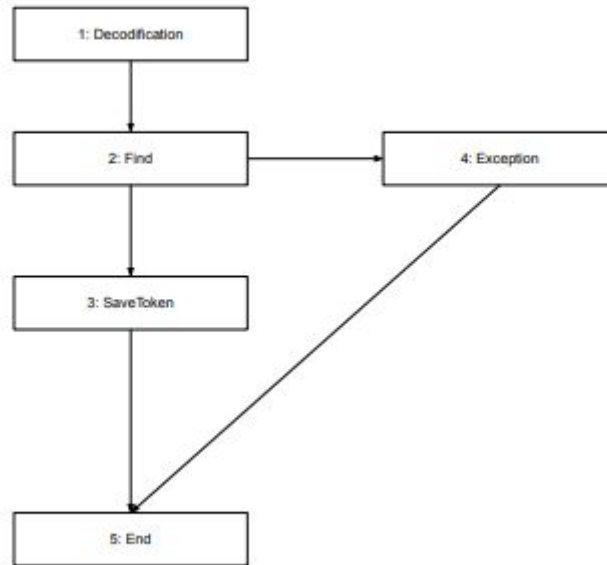 1: Decodification
2: Find
4: Exception
3: SaveToken
5: End